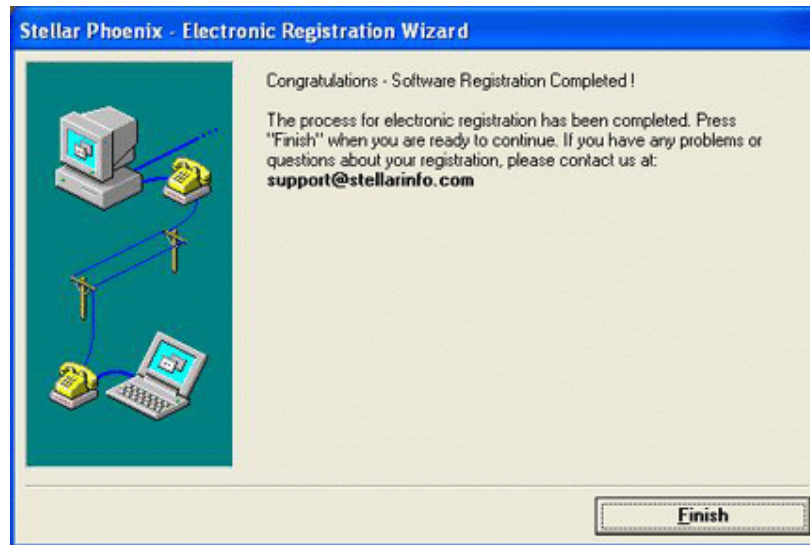 Stellar Phoenix - Electronic Registration Wizard
Congratulations - Software Registration Completed !
The process for electronic registration has been completed. Press
"Finish" when you are ready to continue. If you have any problems or
questions about your registration, please contact us at:
support@stellarinfo.com
Finish